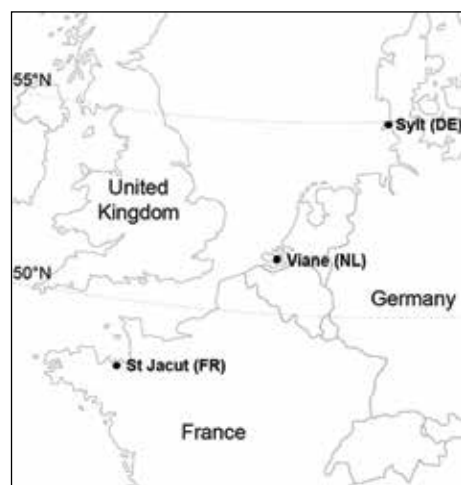 55°N
Sylt (DE)
United
Kingdom
Viane (NL)
50°N
Germany
St Jacut (FR)
France